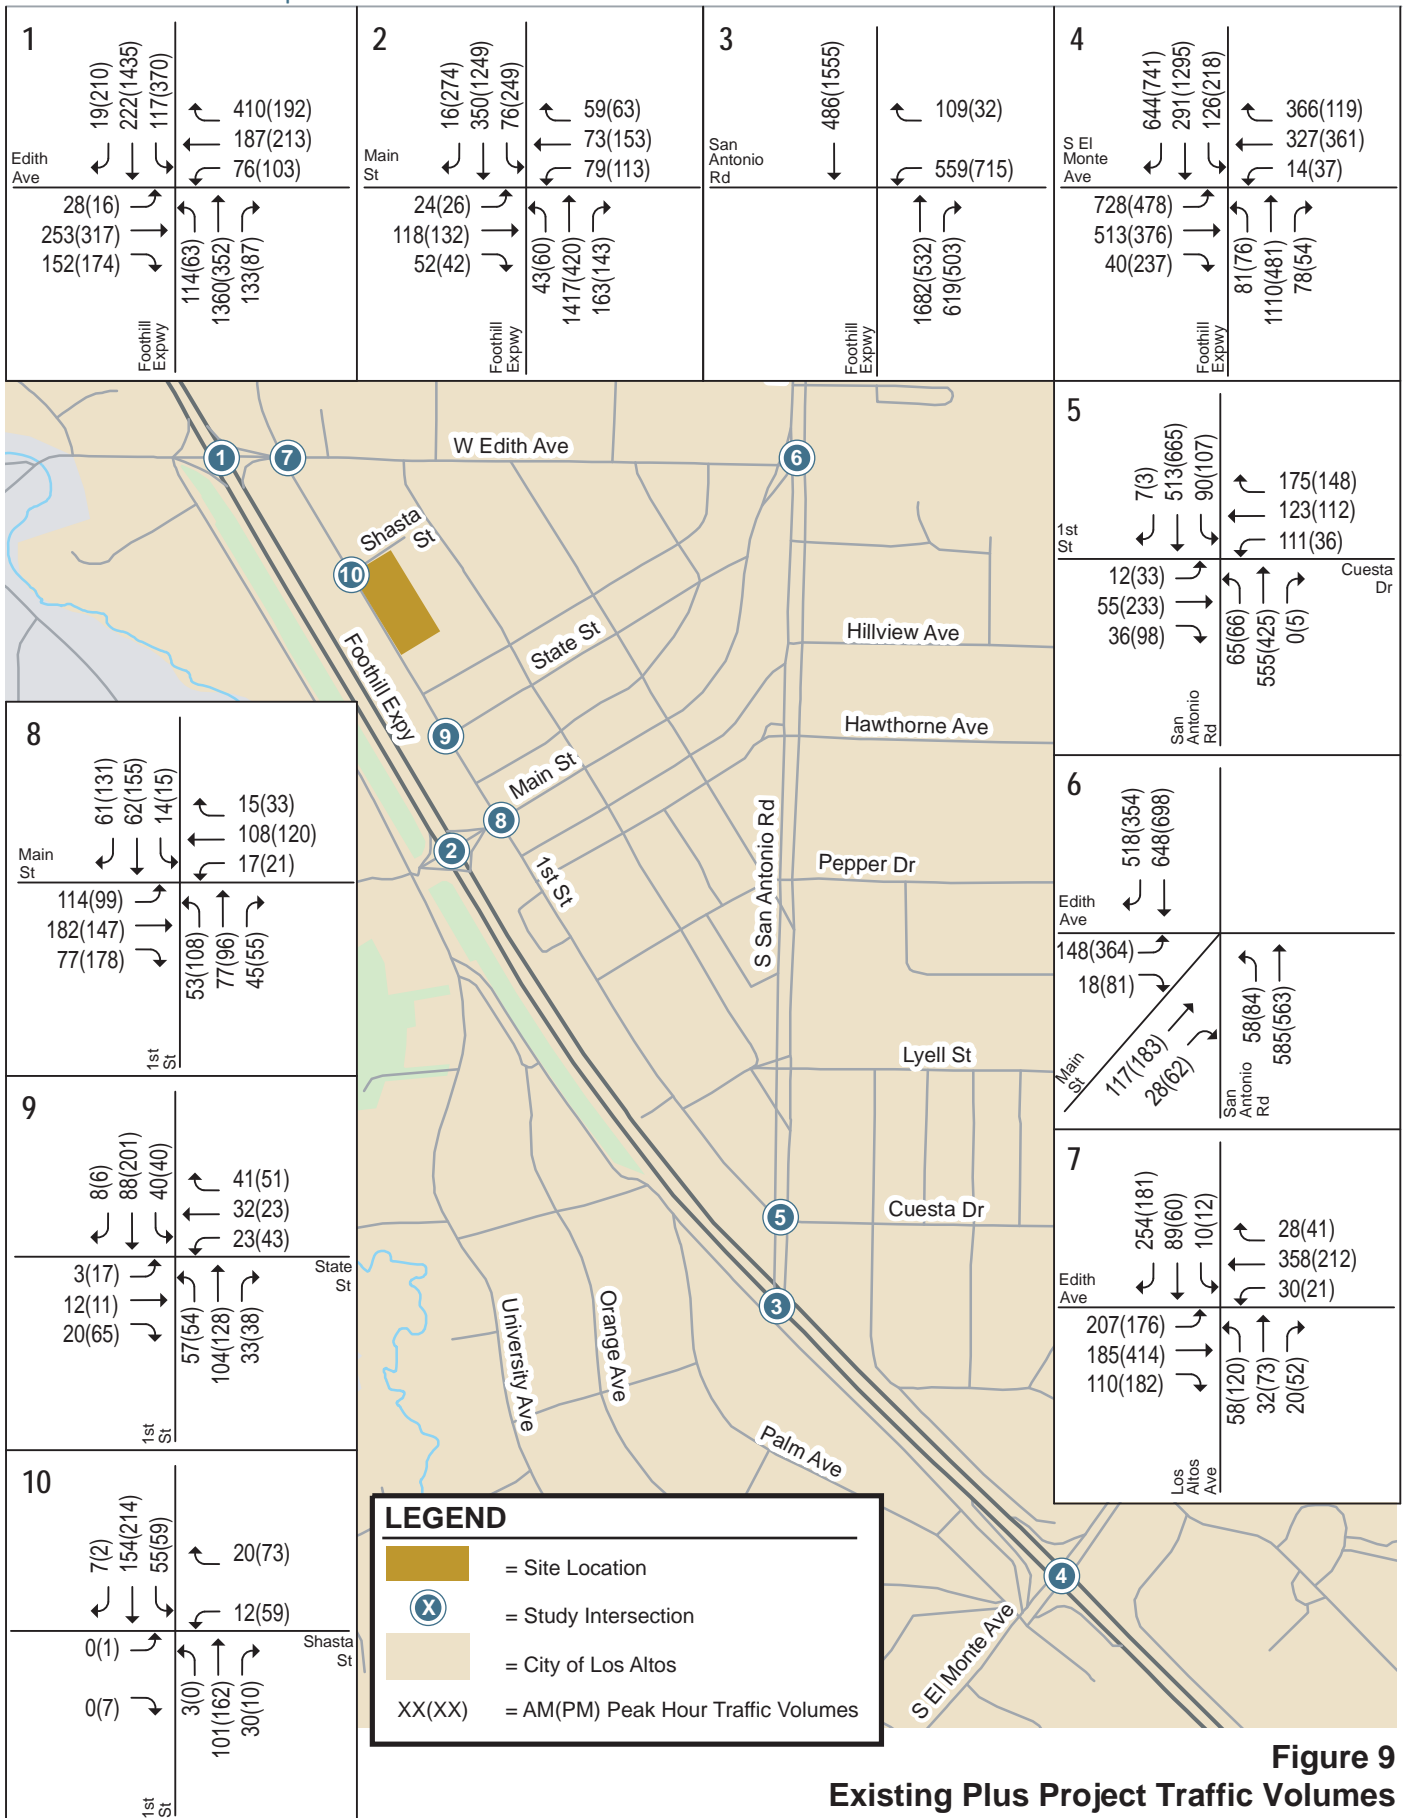 1
19(210)
222(1435)
117(370)
410(192)
187(213)
76(103)
Edith
Ave
28(16)
253(317)
152(174)
114(63)
1360(352)
133(87)
Foothill
Expwy
2
16(274)
350(1249)
76(249)
59(63)
73(153)
79(113)
Main
St
24(26)
118(132)
52(42)
43(60)
1417(420)
163(143)
Foothill
Expwy
3
486(1555)
109(32)
559(715)
San
Antonio
Rd
1682(532)
619(503)
Foothill
Expwy
4
644(741)
291(1295)
126(218)
366(119)
327(361)
14(37)
S El
Monte
Ave
728(478)
513(376)
40(237)
81(76)
1110(481)
78(54)
Foothill
Expwy
5
7(3)
513(665)
90(107)
175(148)
123(112)
111(36)
1st
St
Cuesta
Dr
12(33)
55(233)
36(98)
65(66)
555(425)
0(5)
San
Antonio
Rd
6
518(354)
648(698)
Edith
Ave
148(364)
18(81)
117(183)
28(62)
58(84)
585(563)
Main
St
San
Antonio
Rd
7
254(181)
89(60)
10(12)
28(41)
358(212)
30(21)
Edith
Ave
207(176)
185(414)
110(182)
58(120)
32(73)
20(52)
Los
Altos
Ave
8
61(131)
62(155)
14(15)
15(33)
108(120)
17(21)
Main
St
114(99)
182(147)
77(178)
53(108)
77(96)
45(55)
1st
St
9
8(6)
88(201)
40(40)
41(51)
32(23)
23(43)
State
St
3(17)
12(11)
20(65)
57(54)
104(128)
33(38)
1st
St
10
7(2)
154(214)
55(59)
20(73)
12(59)
Shasta
St
0(1)
0(7)
3(0)
101(162)
30(10)
1st
St
1
7
W Edith Ave
6
Shasta
St
10
Foothill Expy
State St
Hillview Ave
9
Hawthorne Ave
Main St
8
2
1st St
S San Antonio Rd
Pepper Dr
Lyell St
5
Cuesta Dr
3
University Ave
Orange Ave
Palm Ave
4
S El Monte Ave
LEGEND
= Site Location
X
= Study Intersection
= City of Los Altos
XX(XX)
= AM(PM) Peak Hour Traffic Volumes
Figure 9
Existing Plus Project Traffic Volumes